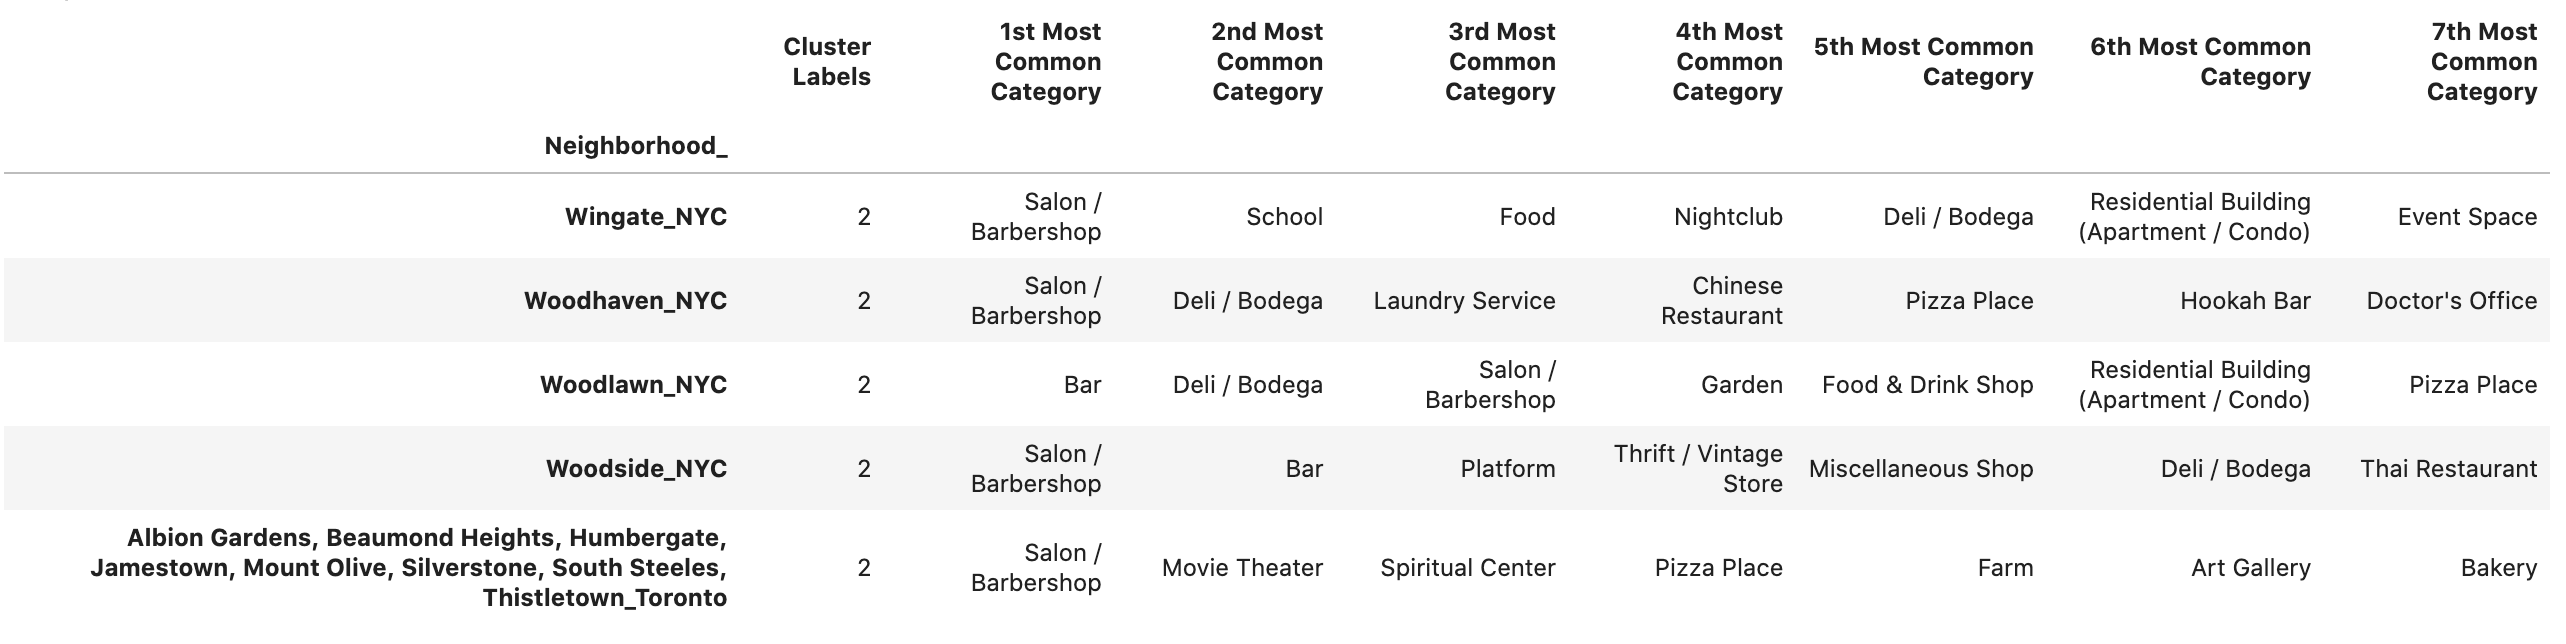 Cluster Labels 1st Most Common Category 2nd Most Common Category 3rd Most Common Category 4th Most Common Category 5th Most Common Category 6th Most Common Category 7th Most Common Category
Neighborhood_
Wingate_NYC 2 Salon / Barbershop School Food Nightclub Deli / Bodega Residential Building (Apartment / Condo) Event Space
Woodhaven_NYC 2 Salon / Barbershop Deli / Bodega Laundry Service Chinese Restaurant Pizza Place Hookah Bar Doctor's Office
Woodlawn_NYC 2 Bar Deli / Bodega Salon / Barbershop Garden Food & Drink Shop Residential Building (Apartment / Condo) Pizza Place
Woodside_NYC 2 Salon / Barbershop Bar Platform Thrift / Vintage Store Miscellaneous Shop Deli / Bodega Thai Restaurant
Albion Gardens, Beaumond Heights, Humbergate, Jamestown, Mount Olive, Silverstone, South Steeles, Thistletown_Toronto 2 Salon / Barbershop Movie Theater Spiritual Center Pizza Place Farm Art Gallery Bakery